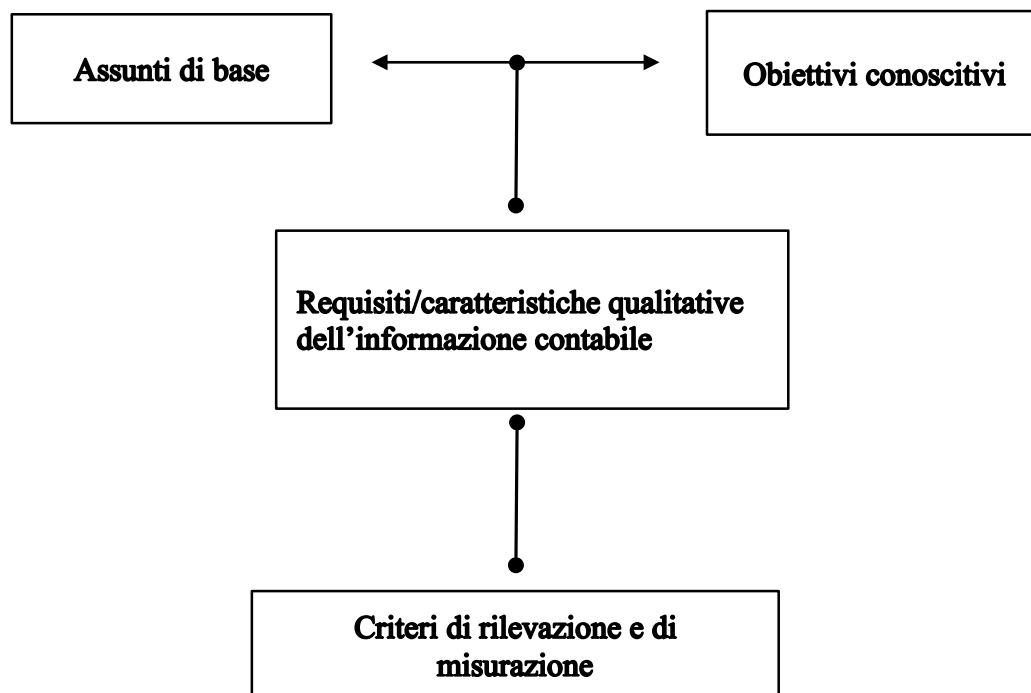 Assunti di base
Obiettivi conoscitivi
Requisiti/caratteristiche qualitative
dell’informazione contabile
Criteri di rilevazione e di
misurazione